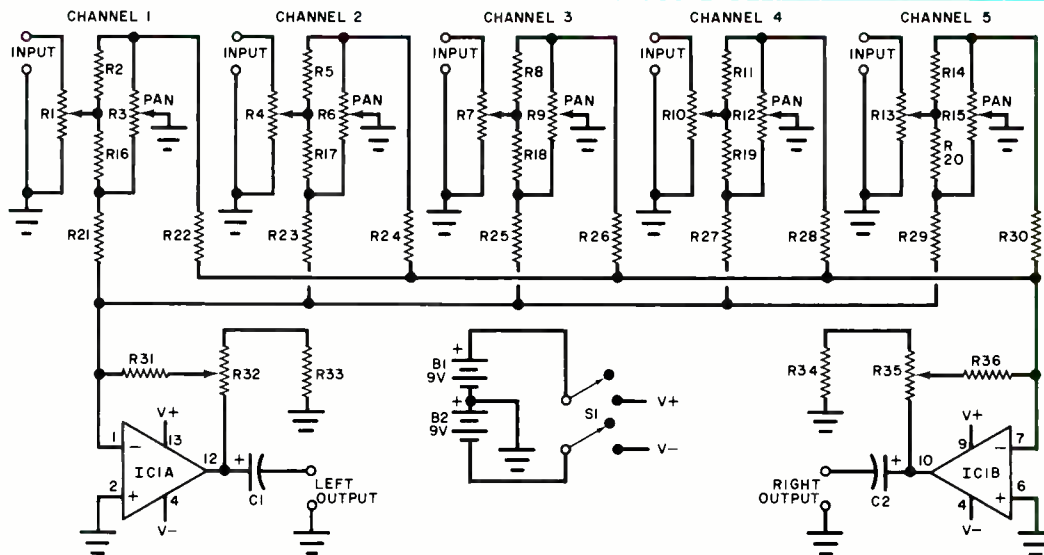 CHANNEL 1 CHANNEL 2 CHANNEL 3 CHANNEL 4 CHANNEL 5
INPUT INPUT INPUT INPUT INPUT
R2 R5 R8 R11 R14
PAN PAN PAN PAN PAN
R1 R3 R4 R6 R7 R9 R10 R12 R13 R15
R16 R17 R18 R19 R
20
R21 R22 R23 R24 R25 R26 R27 R28 R29 R30
R31 R32 R33
+ B1
9V
+ B2
9V
S1
V+
V-
R34 R35 R36
V+
13
1 -
IC1A
12
2 +
4
V-
+
C1
LEFT
OUTPUT
RIGHT
OUTPUT
C2
+
10
V+
9
- 7
IC1B
+ 6
4
V-